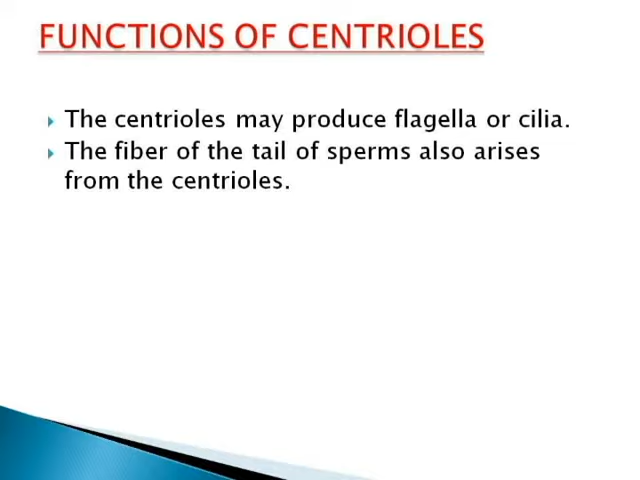 FUNCTIONS OF CENTRIOLES
The centrioles may produce flagella or cilia.
The fiber of the tail of sperms also arises
from the centrioles.